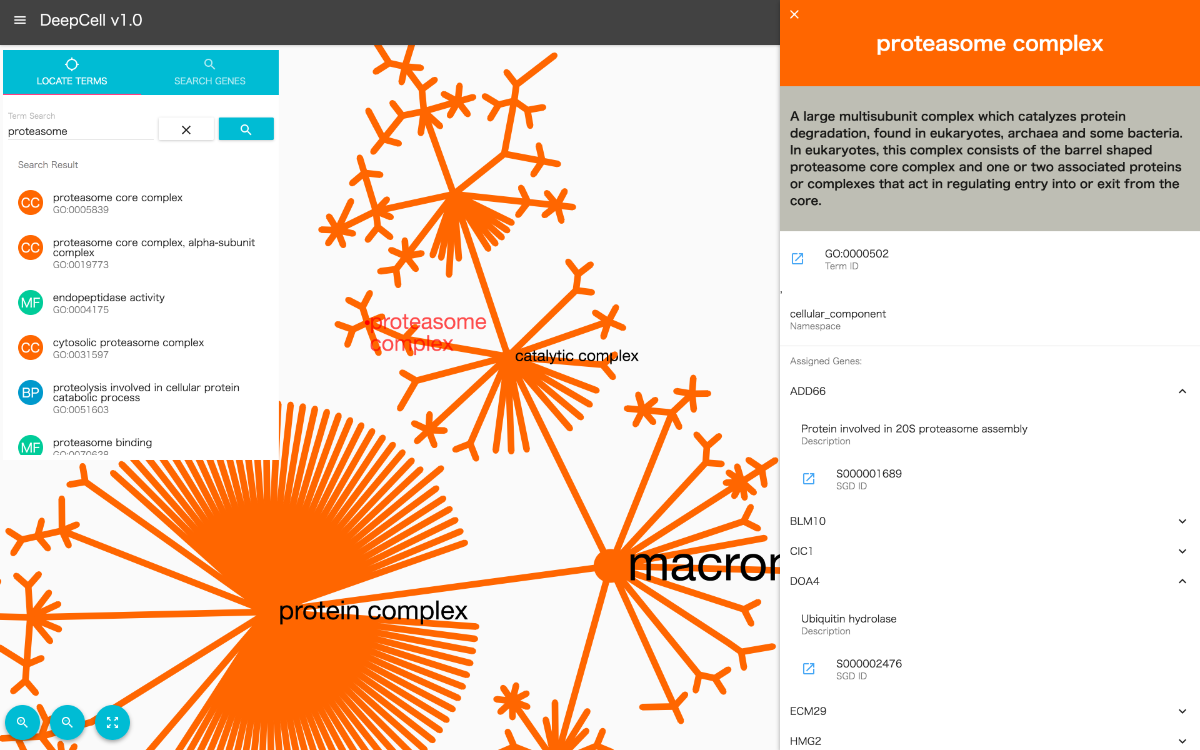 DeepCell v1.0
LOCATE TERMS
SEARCH GENES
Term Search
proteasome
Search Result
CC
proteasome core complex
GO:0005839
CC
proteasome core complex, alpha-subunit
complex
GO:0019773
MF
endopeptidase activity
GO:0004175
CC
cytosolic proteasome complex
GO:0031597
BP
proteolysis involved in cellular protein
catabolic process
GO:0051603
MF
proteasome binding
proteasome
complex
catalytic complex
macron
protein complex
proteasome complex
A large multisubunit complex which catalyzes protein
degradation, found in eukaryotes, archaea and some bacteria.
In eukaryotes, this complex consists of the barrel shaped
proteasome core complex and one or two associated proteins
or complexes that act in regulating entry into or exit from the
core.
GO:0000502
Term ID
cellular_component
Namespace
Assigned Genes:
ADD66
Protein involved in 20S proteasome assembly
Description
S000001689
SGD ID
BLM10
CIC1
DOA4
Ubiquitin hydrolase
Description
S000002476
SGD ID
ECM29
HMG2